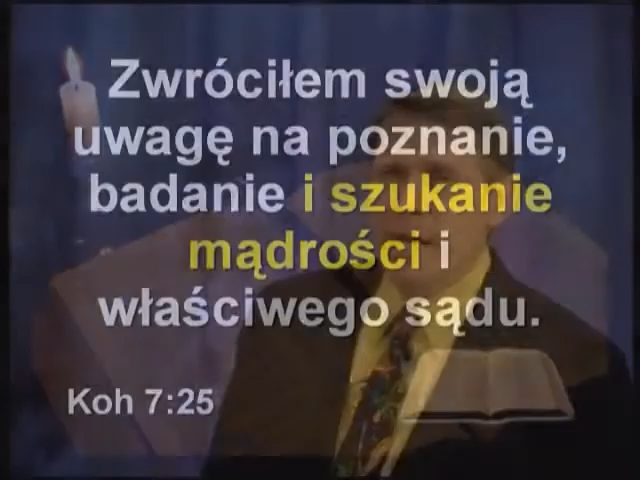 Zwróciłem swoją
uwagę na poznanie,
badanie i szukanie
mądrości i
właściwego sądu.
Koh 7:25